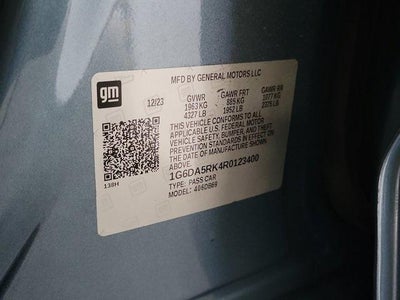 gm
MFD BY GENERAL MOTORS LLC
12/23 GVWR GAWR FRT GAWR RR
1963 KG 885 KG 1077 KG
4327 LB 1952 LB 2375 LB
THIS VEHICLE CONFORMS TO ALL
APPLICABLE U.S. FEDERAL MOTOR
VEHICLE SAFETY, BUMPER, AND THEFT
PREVENTION STANDARDS IN EFFECT
ON THE DATE OF MANUFACTURE SHOWN
ABOVE.
1G6DA5RK4R0123400
TYPE: PASS CAR
MODEL: 406DB69
138H